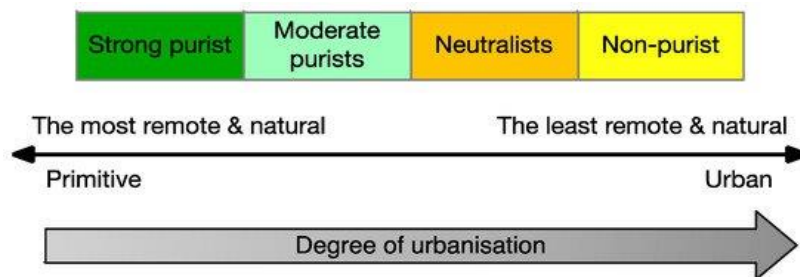 Strong purist
Moderate
purists
Neutralists
Non-purist
The most remote & natural
The least remote & natural
Primitive
Urban
Degree of urbanisation